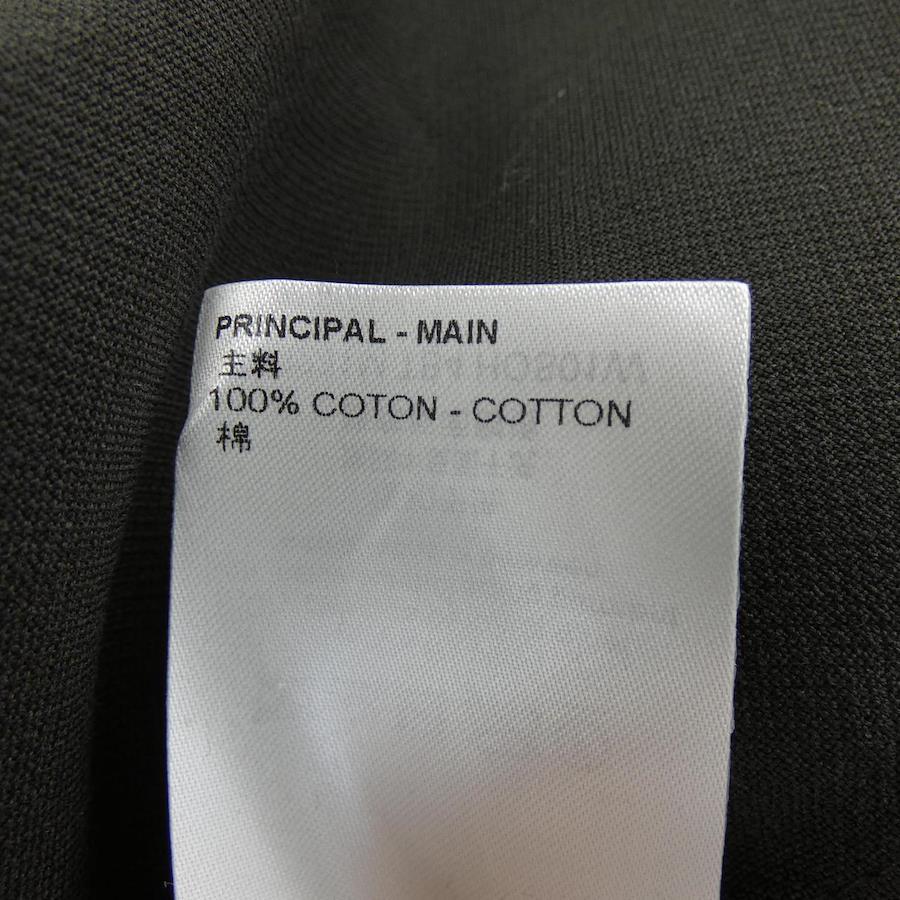 PRINCIPAL - MAIN
主料
100% COTON - COTTON
棉